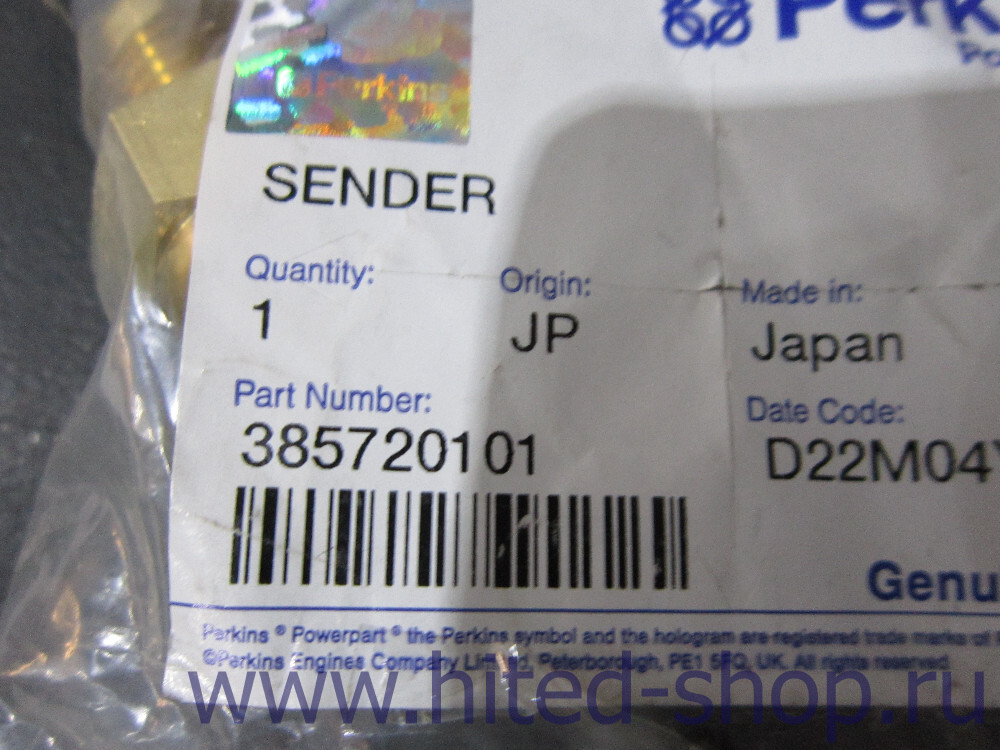 Perkins
SENDER
Quantity: Origin: Made in:
1 JP Japan
Part Number: Date Code:
385720101 D22M04
Genu
Perkins ® Powerpart ® the Perkins symbol and the hologram are registered trade marks of
©Perkins Engines Company Limited, Peterborough, PE1 5FQ, UK. All rights reserved
www.hited-shop.ru